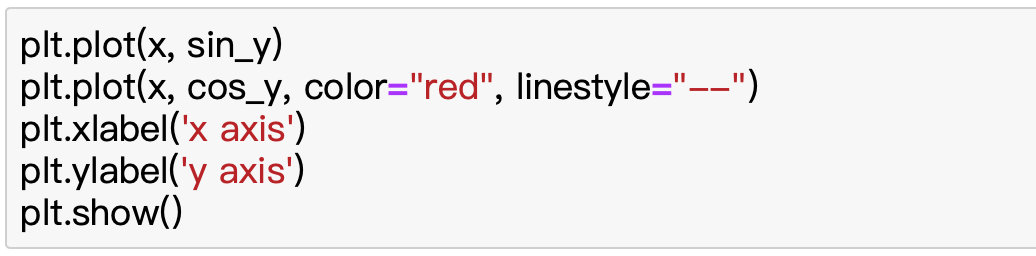 plt.plot(x, sin_y)
plt.plot(x, cos_y, color="red", linestyle="--")
plt.xlabel('x axis')
plt.ylabel('y axis')
plt.show()